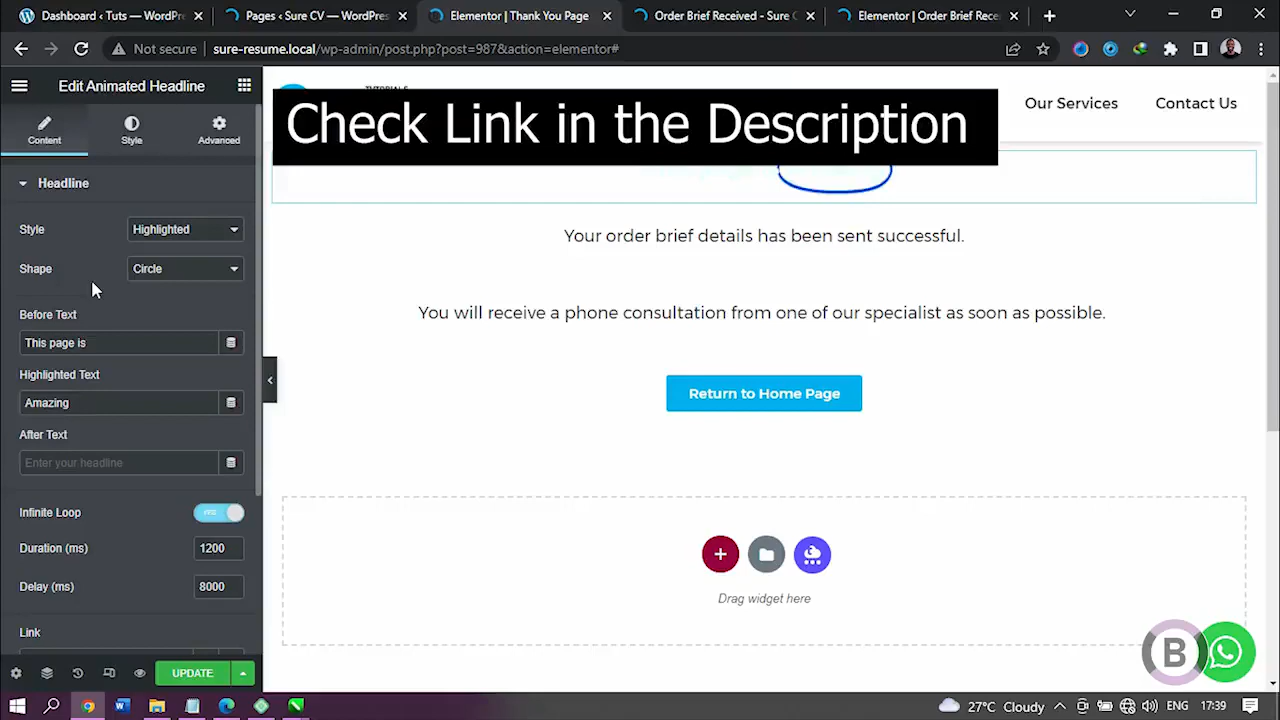 Dashboard ‹ Tuts — WordPre
Pages ‹ Sure CV — WordPres
Elementor | Thank You Page
Order Brief Received - Sure C
Elementor | Order Brief Rece
Not secure
sure-resume.local/wp-admin/post.php?post=987&action=elementor#
Edit Animated Headline
TUTORIALS
Our Services
Contact Us
Check Link in the Description
Content
Style
Advanced
Headline
Style
Highlighted
Shape
Circle
Before Text
This page is
Highlighted Text
Amazing
After Text
Enter your headline
Infinite Loop
YES
Duration (ms)
1200
Delay (ms)
8000
Link
UPDATE
Your order brief details has been sent successful.
You will receive a phone consultation from one of our specialist as soon as possible.
Return to Home Page
Drag widget here
B
27°C Cloudy
ENG
17:39